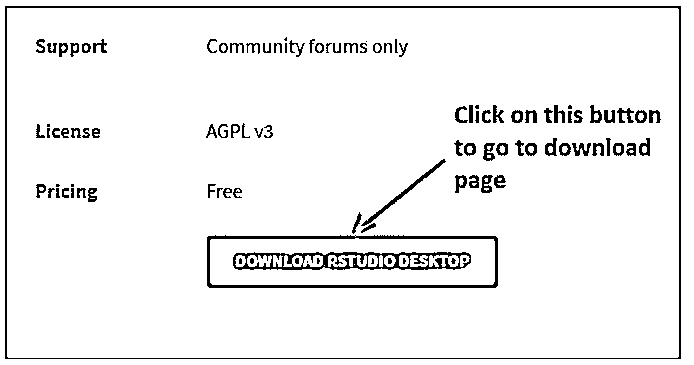 Support Community forums only
License AGPL v3
Click on this button
to go to download
page
Pricing Free
DOWNLOAD RSTUDIO DESKTOP